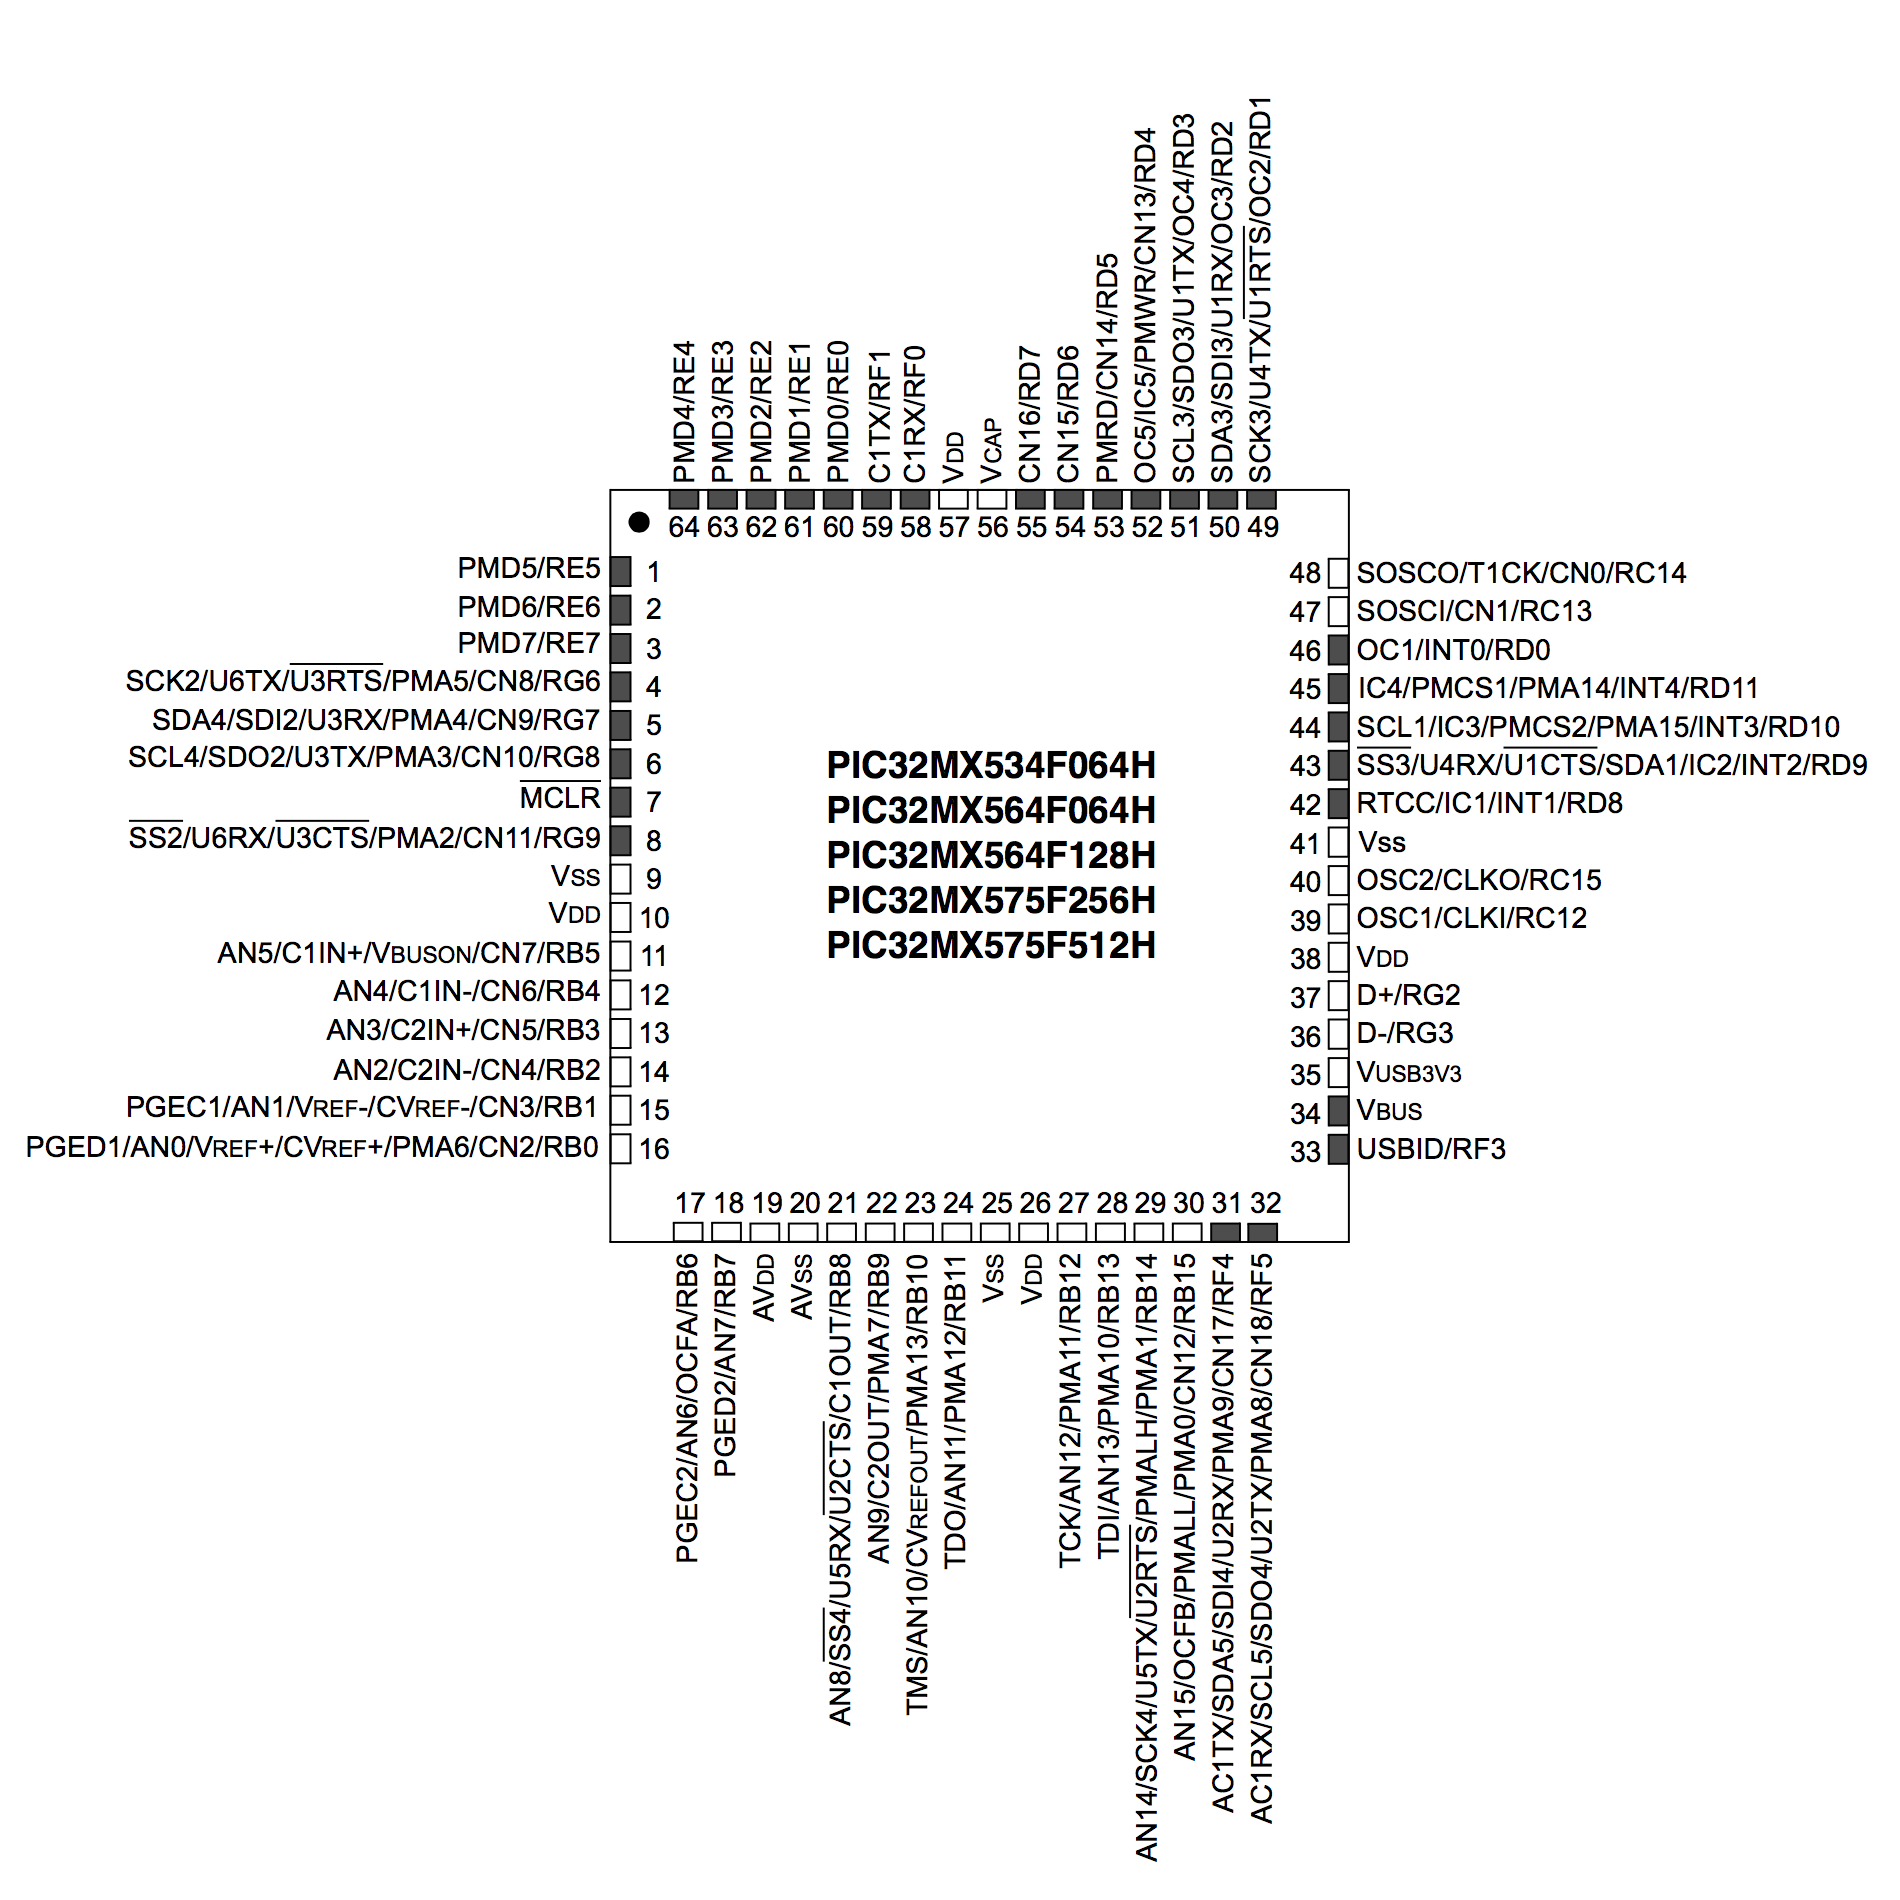 PMD4/RE4
PMD3/RE3
PMD2/RE2
PMD1/RE1
PMD0/RE0
C1TX/RF1
C1RX/RF0
VDD
VCAP
CN16/RD7
CN15/RD6
PMRD/CN14/RD5
OC5/IC5/PMWR/CN13/RD4
SCL3/SDO3/U1TX/OC4/RD3
SDA3/SDI3/U1RX/OC3/RD2
SCK3/U4TX/U1RTS/OC2/RD1
64 63 62 61 60 59 58 57 56 55 54 53 52 51 50 49
PMD5/RE5 1
PMD6/RE6 2
PMD7/RE7 3
SCK2/U6TX/U3RTS/PMA5/CN8/RG6 4
SDA4/SDI2/U3RX/PMA4/CN9/RG7 5
SCL4/SDO2/U3TX/PMA3/CN10/RG8 6
MCLR 7
SS2/U6RX/U3CTS/PMA2/CN11/RG9 8
VSS 9
VDD 10
AN5/C1IN+/VBUSON/CN7/RB5 11
AN4/C1IN-/CN6/RB4 12
AN3/C2IN+/CN5/RB3 13
AN2/C2IN-/CN4/RB2 14
PGEC1/AN1/VREF-/CVREF-/CN3/RB1 15
PGED1/AN0/VREF+/CVREF+/PMA6/CN2/RB0 16
PIC32MX534F064H
PIC32MX564F064H
PIC32MX564F128H
PIC32MX575F256H
PIC32MX575F512H
48 SOSCO/T1CK/CN0/RC14
47 SOSCI/CN1/RC13
46 OC1/INT0/RD0
45 IC4/PMCS1/PMA14/INT4/RD11
44 SCL1/IC3/PMCS2/PMA15/INT3/RD10
43 SS3/U4RX/U1CTS/SDA1/IC2/INT2/RD9
42 RTCC/IC1/INT1/RD8
41 Vss
40 OSC2/CLKO/RC15
39 OSC1/CLKI/RC12
38 VDD
37 D+/RG2
36 D-/RG3
35 VUSB3V3
34 VBUS
33 USBID/RF3
17 18 19 20 21 22 23 24 25 26 27 28 29 30 31 32
PGEC2/AN6/OCFA/RB6
PGED2/AN7/RB7
AVDD
AVSS
AN8/SS4/U5RX/U2CTS/C1OUT/RB8
AN9/C2OUT/PMA7/RB9
TMS/AN10/CVREFOUT/PMA13/RB10
TDO/AN11/PMA12/RB11
VSS
VDD
TCK/AN12/PMA11/RB12
TDI/AN13/PMA10/RB13
AN14/SCK4/U5TX/U2RTS/PMALH/PMA1/RB14
AN15/OCFB/PMALL/PMA0/CN12/RB15
AC1TX/SDA5/SDI4/U2RX/PMA9/CN17/RF4
AC1RX/SCL5/SDO4/U2TX/PMA8/CN18/RF5